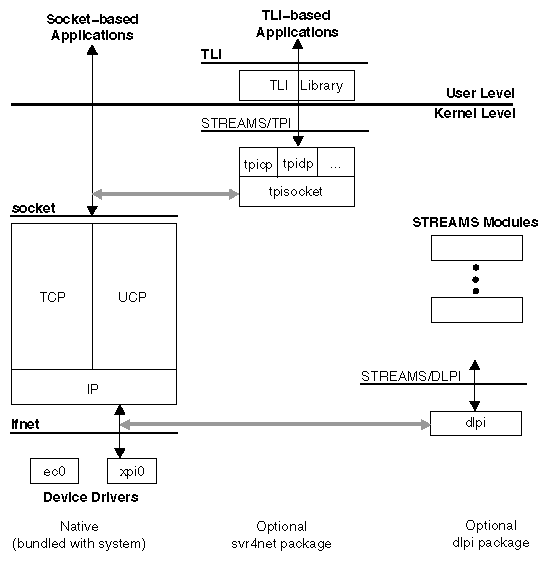 Socket-based
Applications
TLI-based
Applications
TLI
TLI Library
User Level
Kernel Level
STREAMS/TPI
tpicp tpidp ...
tpisocket
socket
STREAMS Modules
TCP UCP
STREAMS/DLPI
IP
Ifnet
dlpi
ec0 xpi0
Device Drivers
Native
(bundled with system)
Optional
svr4net package
Optional
dlpi package